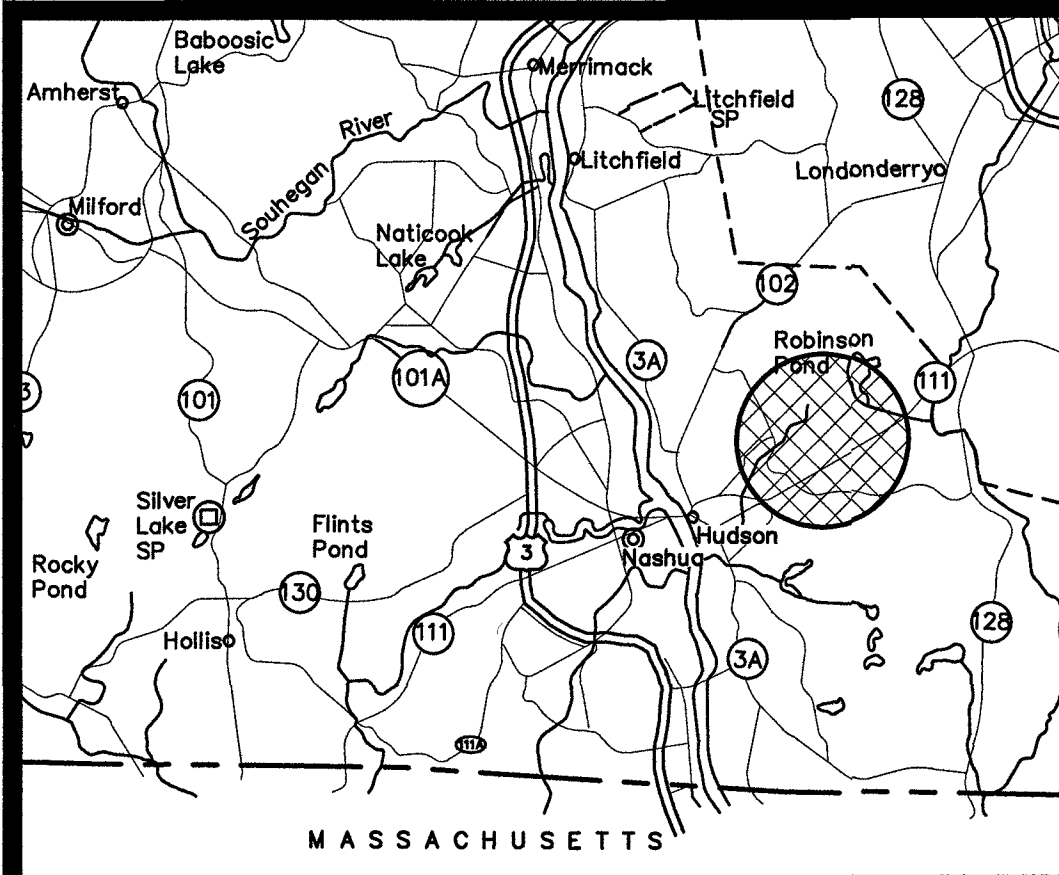 Baboosic
Lake
Merrimack
Amherst
Litchfield
SP
128
River
Litchfield
Londonderry
Souhegan
Milford
Naticook
Lake
102
Robinson
Pond
3A
101A
111
3
101
Silver
Lake
SP
Flints
Pond
Hudson
3
Nashua
Rocky
Pond
130
128
111
Hollis
3A
111A
MASSACHUSETTS